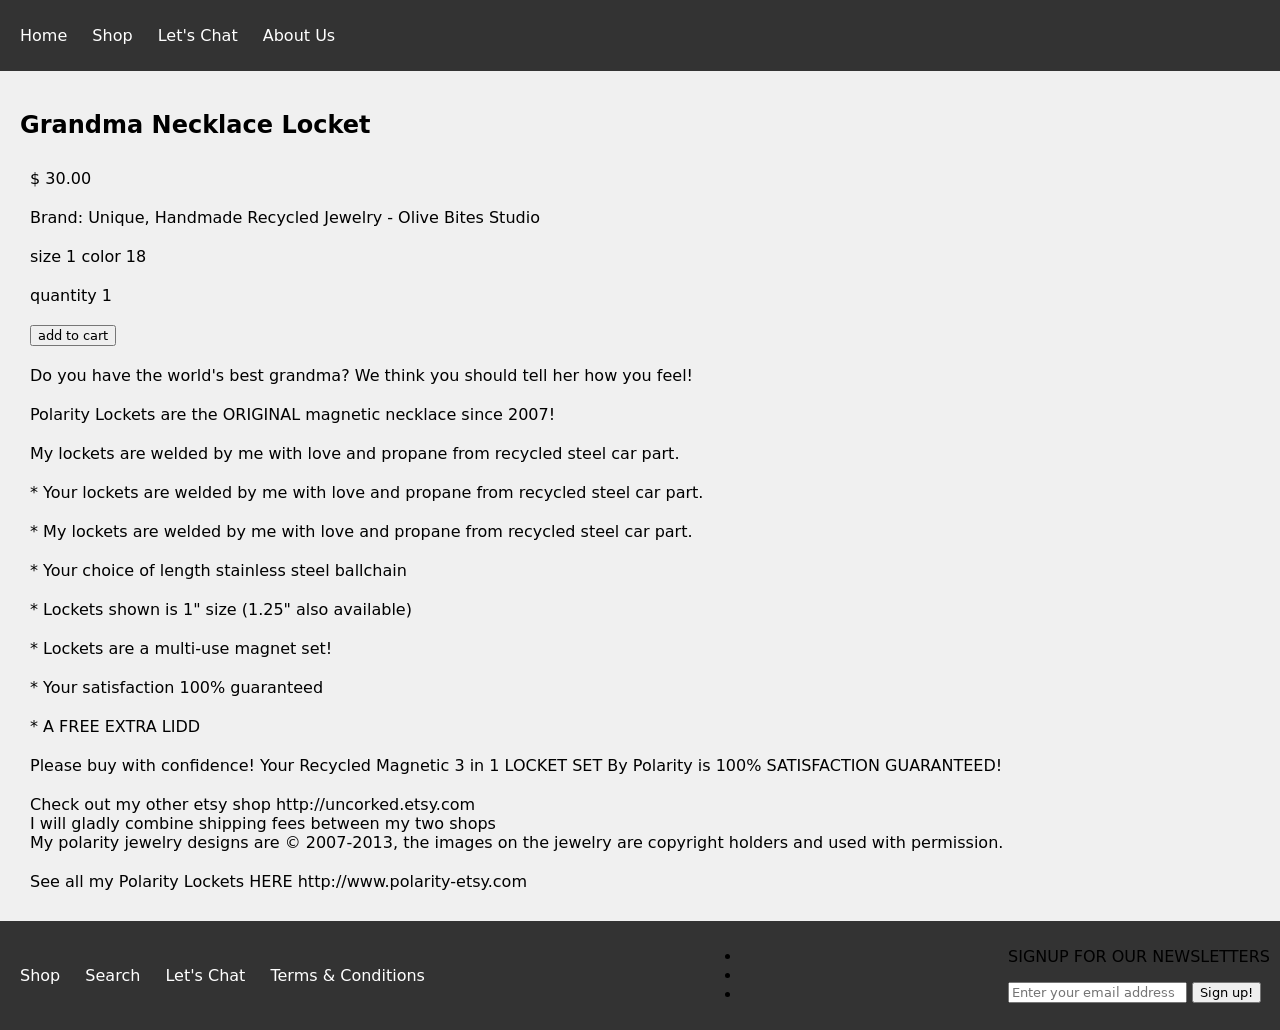 Home Shop Let's Chat About Us
Grandma Necklace Locket
$ 30.00
Brand: Unique, Handmade Recycled Jewelry - Olive Bites Studio
size 1 color 18
quantity 1
add to cart
Do you have the world's best grandma? We think you should tell her how you feel!
Polarity Lockets are the ORIGINAL magnetic necklace since 2007!
My lockets are welded by me with love and propane from recycled steel car part.
* Your lockets are welded by me with love and propane from recycled steel car part.
* My lockets are welded by me with love and propane from recycled steel car part.
* Your choice of length stainless steel ballchain
* Lockets shown is 1" size (1.25" also available)
* Lockets are a multi-use magnet set!
* Your satisfaction 100% guaranteed
* A FREE EXTRA LIDD
Please buy with confidence! Your Recycled Magnetic 3 in 1 LOCKET SET By Polarity is 100% SATISFACTION GUARANTEED!
Check out my other etsy shop http://uncorked.etsy.com
I will gladly combine shipping fees between my two shops
My polarity jewelry designs are © 2007-2013, the images on the jewelry are copyright holders and used with permission.
See all my Polarity Lockets HERE http://www.polarity-etsy.com
Shop Search Let's Chat Terms & Conditions
SIGNUP FOR OUR NEWSLETTERS
Enter your email address Sign up!